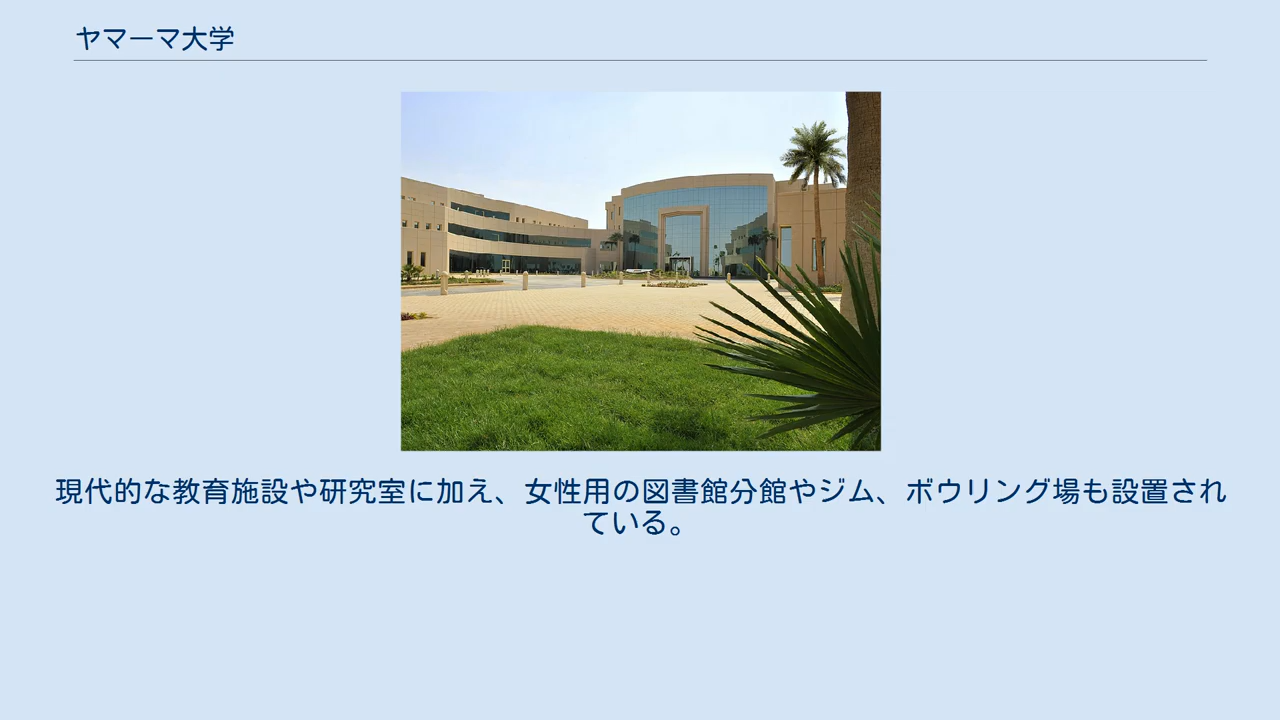 ヤマーマ大学
現代的な教育施設や研究室に加え、女性用の図書館分館やジム、ボウリング場も設置され
ている。